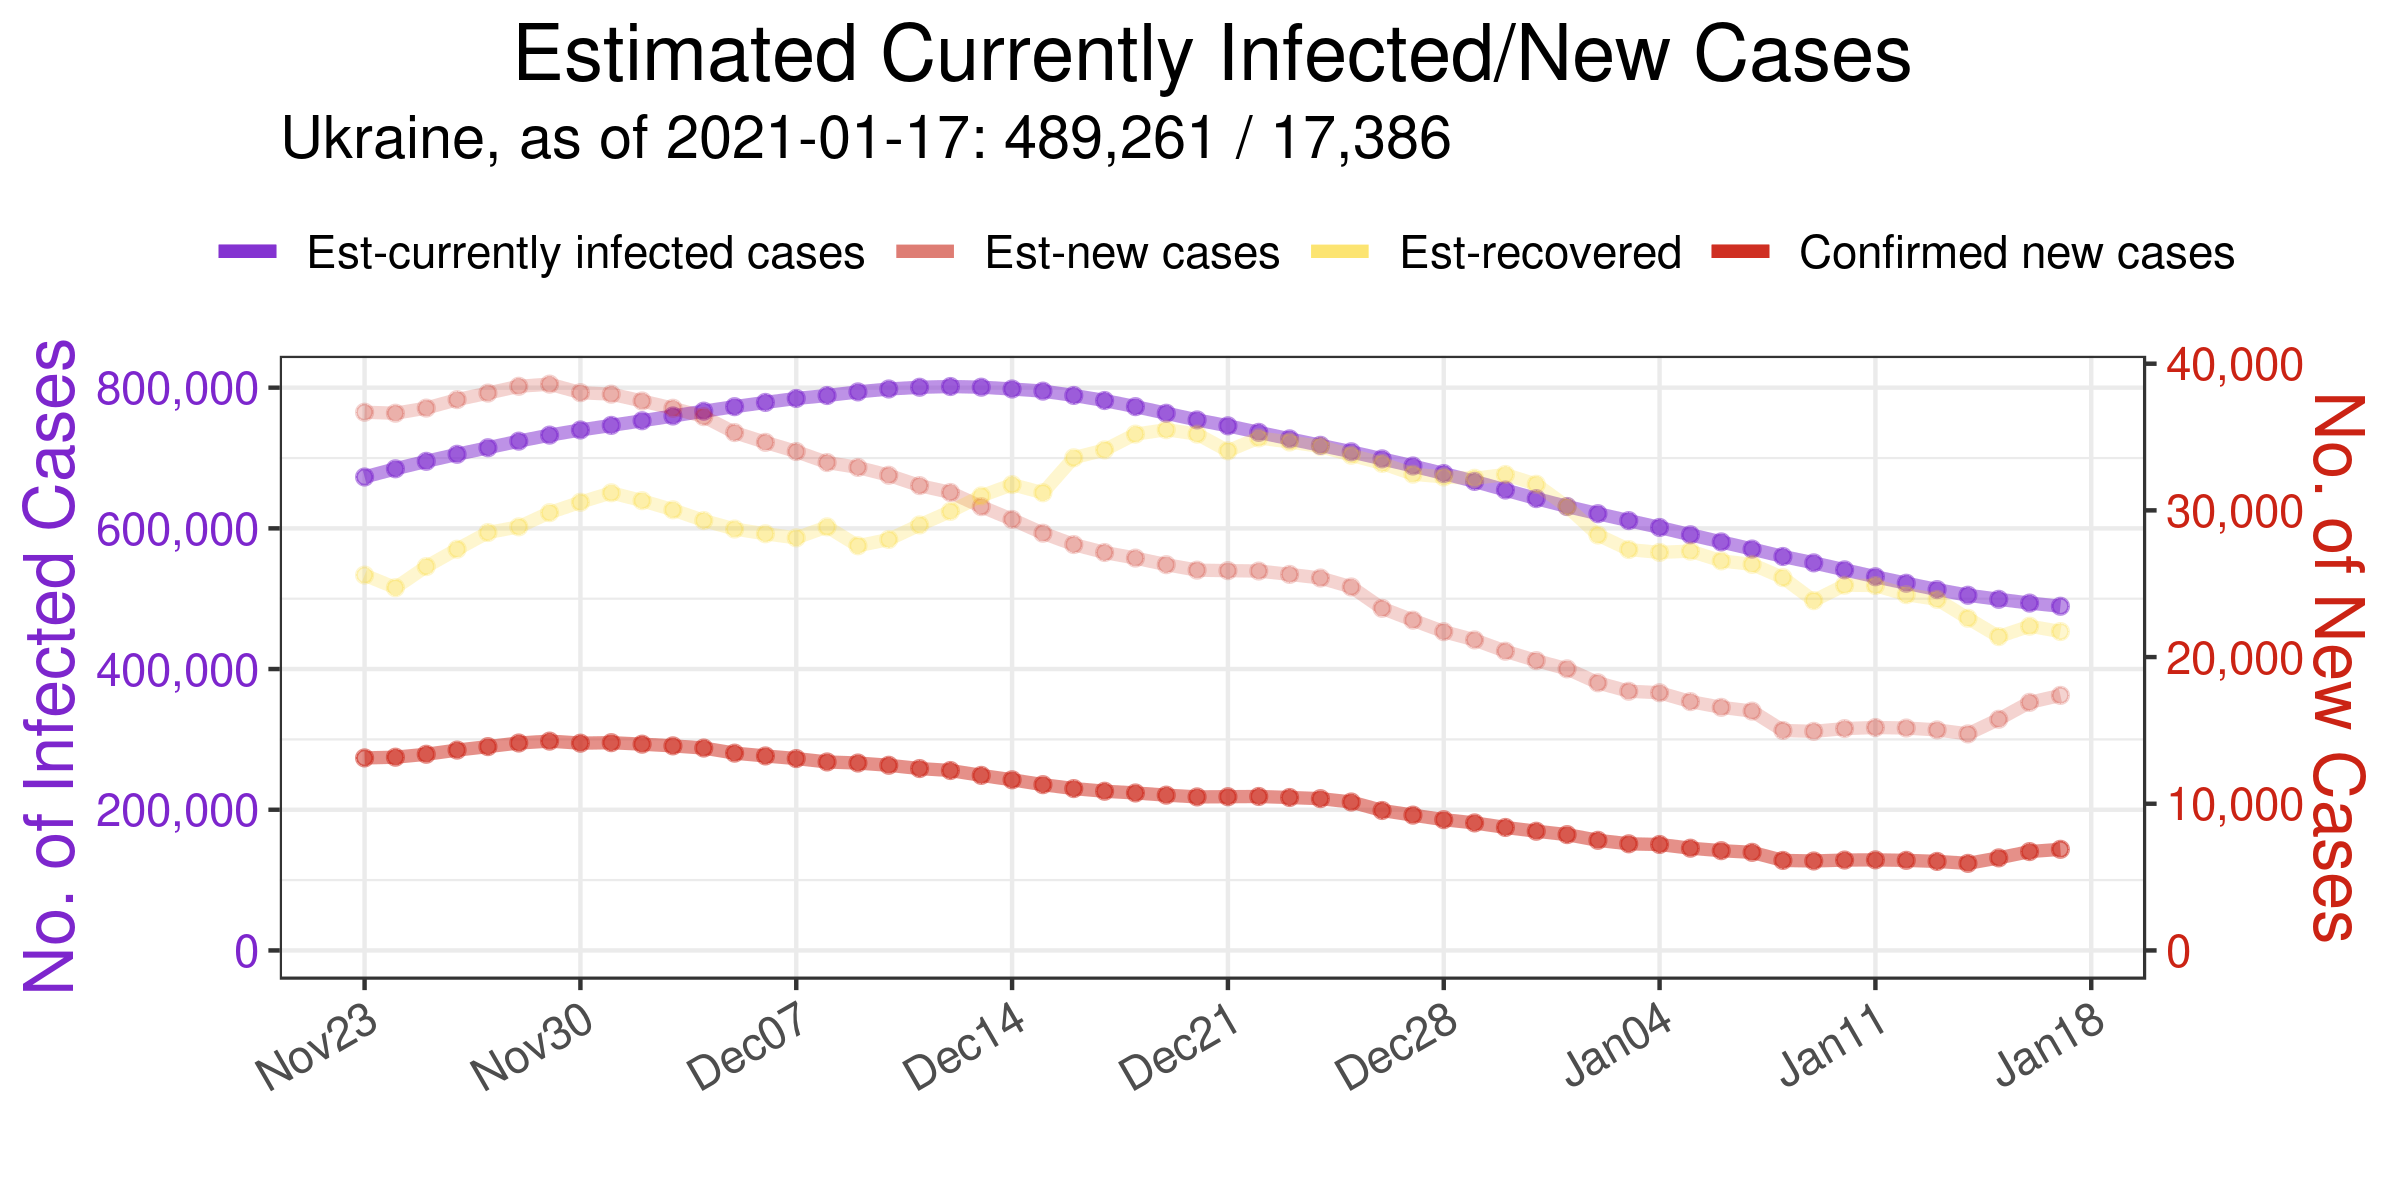 Estimated Currently Infected/New Cases
Ukraine, as of 2021-01-17: 489,261 / 17,386
Est-currently infected cases
Est-new cases
Est-recovered
Confirmed new cases
No. of Infected Cases
800,000
600,000
400,000
200,000
0
40,000
30,000
20,000
10,000
0
No. of New Cases
Nov23
Nov30
Dec07
Dec14
Dec21
Dec28
Jan04
Jan11
Jan18